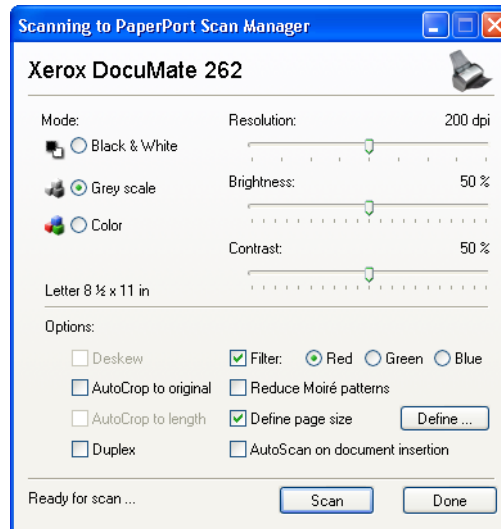 Scanning to PaperPort Scan Manager
Xerox DocuMate 262
Mode:
Black & White
Grey scale
Color
Letter 8 ½ x 11 in
Resolution: 200 dpi
Brightness: 50 %
Contrast: 50 %
Options:
Deskew
AutoCrop to original
AutoCrop to length
Duplex
Filter: Red Green Blue
Reduce Moiré patterns
Define page size Define ...
AutoScan on document insertion
Ready for scan ... Scan Done